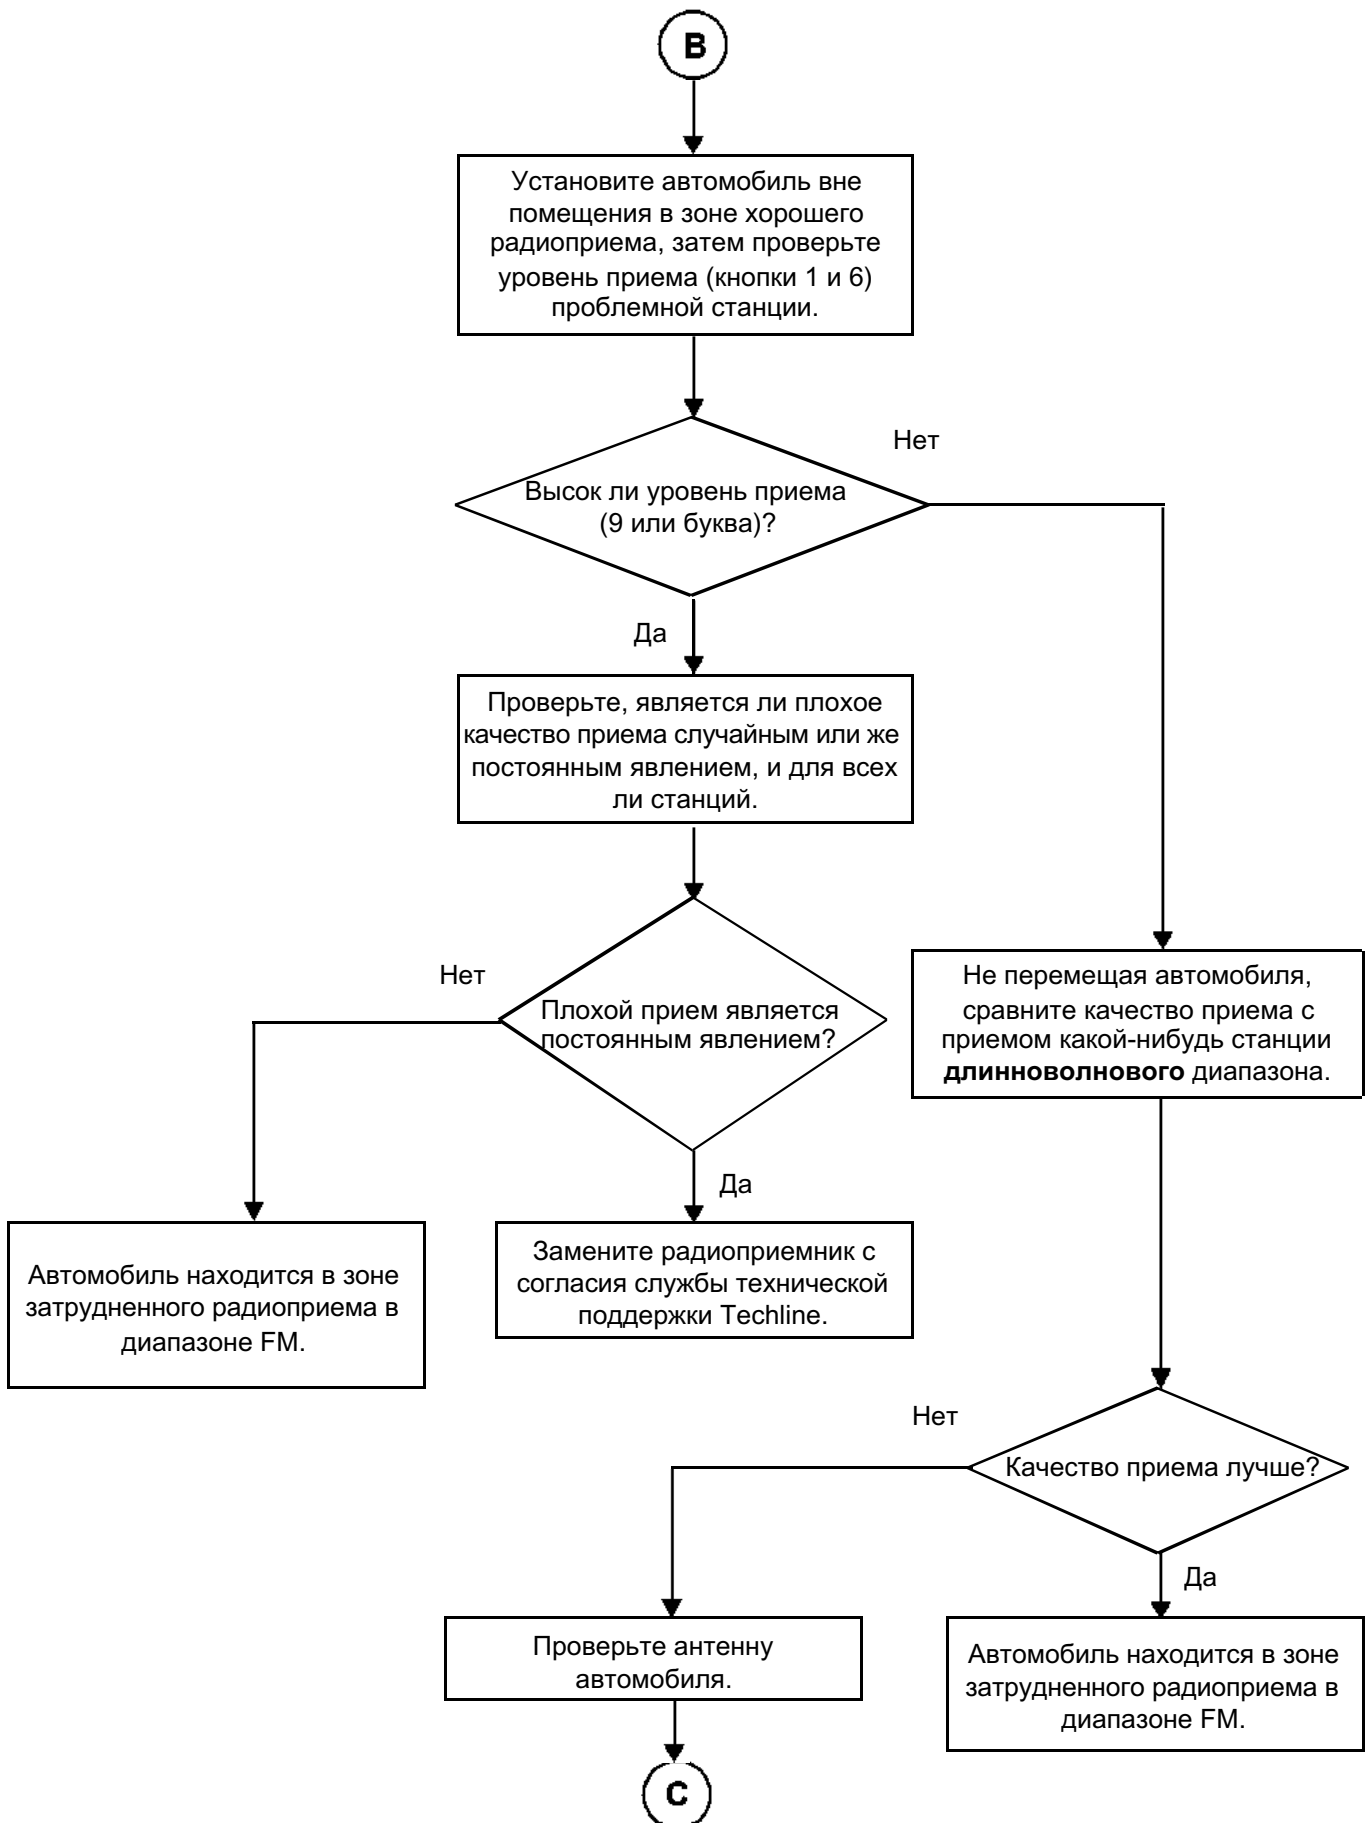 B
Установите автомобиль вне
помещения в зоне хорошего
радиоприема, затем проверьте
уровень приема (кнопки 1 и 6)
проблемной станции.
Нет
Высок ли уровень приема
(9 или буква)?
Да
Проверьте, является ли плохое
качество приема случайным или же
постоянным явлением, и для всех
ли станций.
Нет
Плохой прием является
постоянным явлением?
Не перемещая автомобиля,
сравните качество приема с
приемом какой-нибудь станции
длинноволнового диапазона.
Да
Автомобиль находится в зоне
затрудненного радиоприема в
диапазоне FM.
Замените радиоприемник с
согласия службы технической
поддержки Techline.
Нет
Качество приема лучше?
Да
Проверьте антенну
автомобиля.
Автомобиль находится в зоне
затрудненного радиоприема в
диапазоне FM.
C